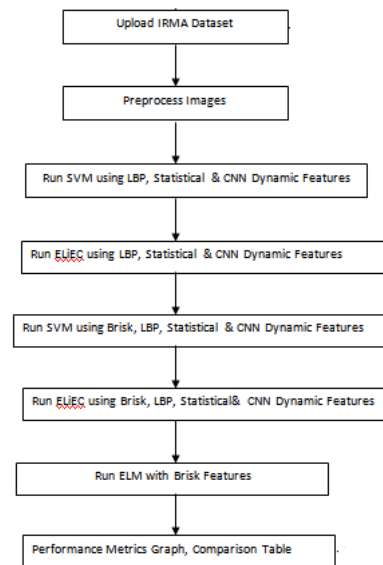 Upload IRMA Dataset
Preprocess Images
Run SVM using LBP, Statistical & CNN Dynamic Features
Run ELiEC using LBP, Statistical & CNN Dynamic Features
Run SVM using Brisk, LBP, Statistical & CNN Dynamic Features
Run ELiEC using Brisk, LBP, Statistical& CNN Dynamic Features
Run ELM with Brisk Features
Performance Metrics Graph, Comparison Table